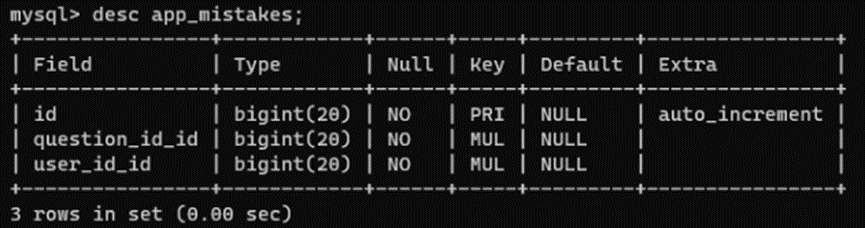 mysql> desc app_mistakes;
+----------------+------------+------+-----+---------+----------------+
| Field          | Type       | Null | Key | Default | Extra          |
+----------------+------------+------+-----+---------+----------------+
| id             | bigint(20) | NO   | PRI | NULL    | auto_increment |
| question_id_id | bigint(20) | NO   | MUL | NULL    |                |
| user_id_id     | bigint(20) | NO   | MUL | NULL    |                |
+----------------+------------+------+-----+---------+----------------+
3 rows in set (0.00 sec)